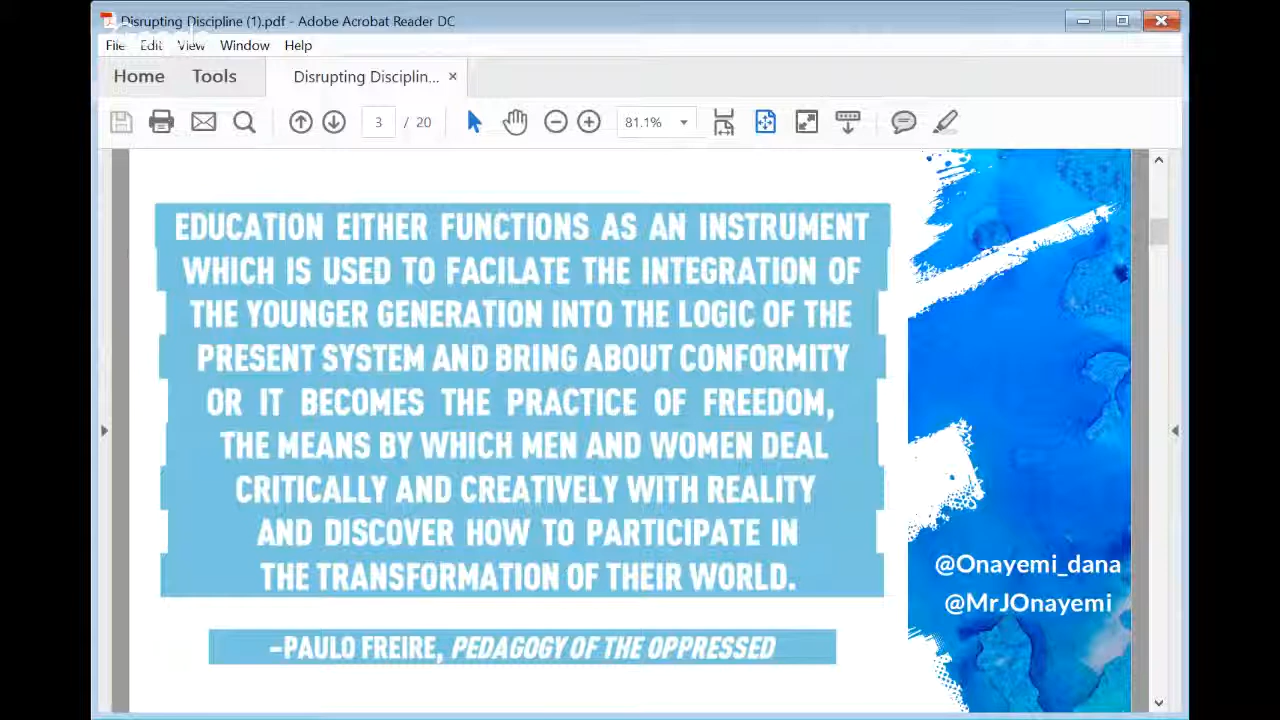 Disrupting Discipline (1).pdf - Adobe Acrobat Reader DC
File Edit View Window Help
Home Tools Disrupting Disciplin... ×
3 / 20 81.1%
EDUCATION EITHER FUNCTIONS AS AN INSTRUMENT
WHICH IS USED TO FACILATE THE INTEGRATION OF
THE YOUNGER GENERATION INTO THE LOGIC OF THE
PRESENT SYSTEM AND BRING ABOUT CONFORMITY
OR IT BECOMES THE PRACTICE OF FREEDOM,
THE MEANS BY WHICH MEN AND WOMEN DEAL
CRITICALLY AND CREATIVELY WITH REALITY
AND DISCOVER HOW TO PARTICIPATE IN
THE TRANSFORMATION OF THEIR WORLD.
–PAULO FREIRE, PEDAGOGY OF THE OPPRESSED
@Onayemi_dana
@MrJOnayemi